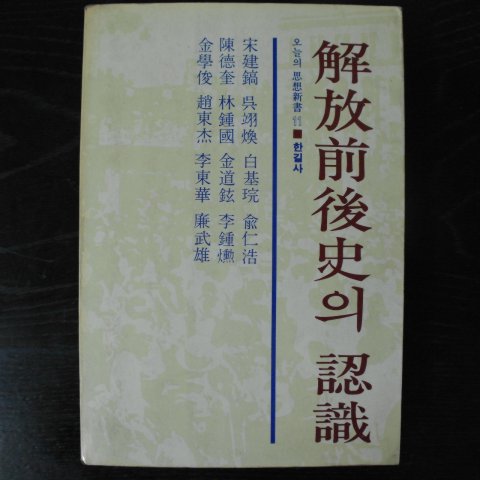 解放前後史의 認識
오늘의 思想新書 11 ■ 한길사
宋建鎬 吳翊煥 白基琓 兪仁浩
陳德奎 林鍾國 金道鉉 李鍾燻
金學俊 趙東杰 李東華 廉武雄